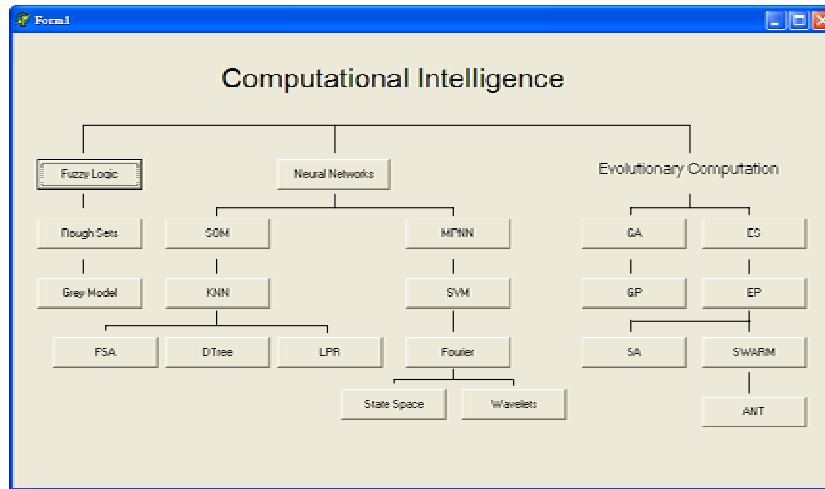 Form1
Computational Intelligence
Fuzzy Logic
Neural Networks
Evolutionary Computation
Rough Sets
SOM
MPNN
GA
ES
Grey Model
KNN
SVM
GP
EP
FSA
DTree
LPR
Fourier
SA
SWARM
State Space
Wavelets
ANT